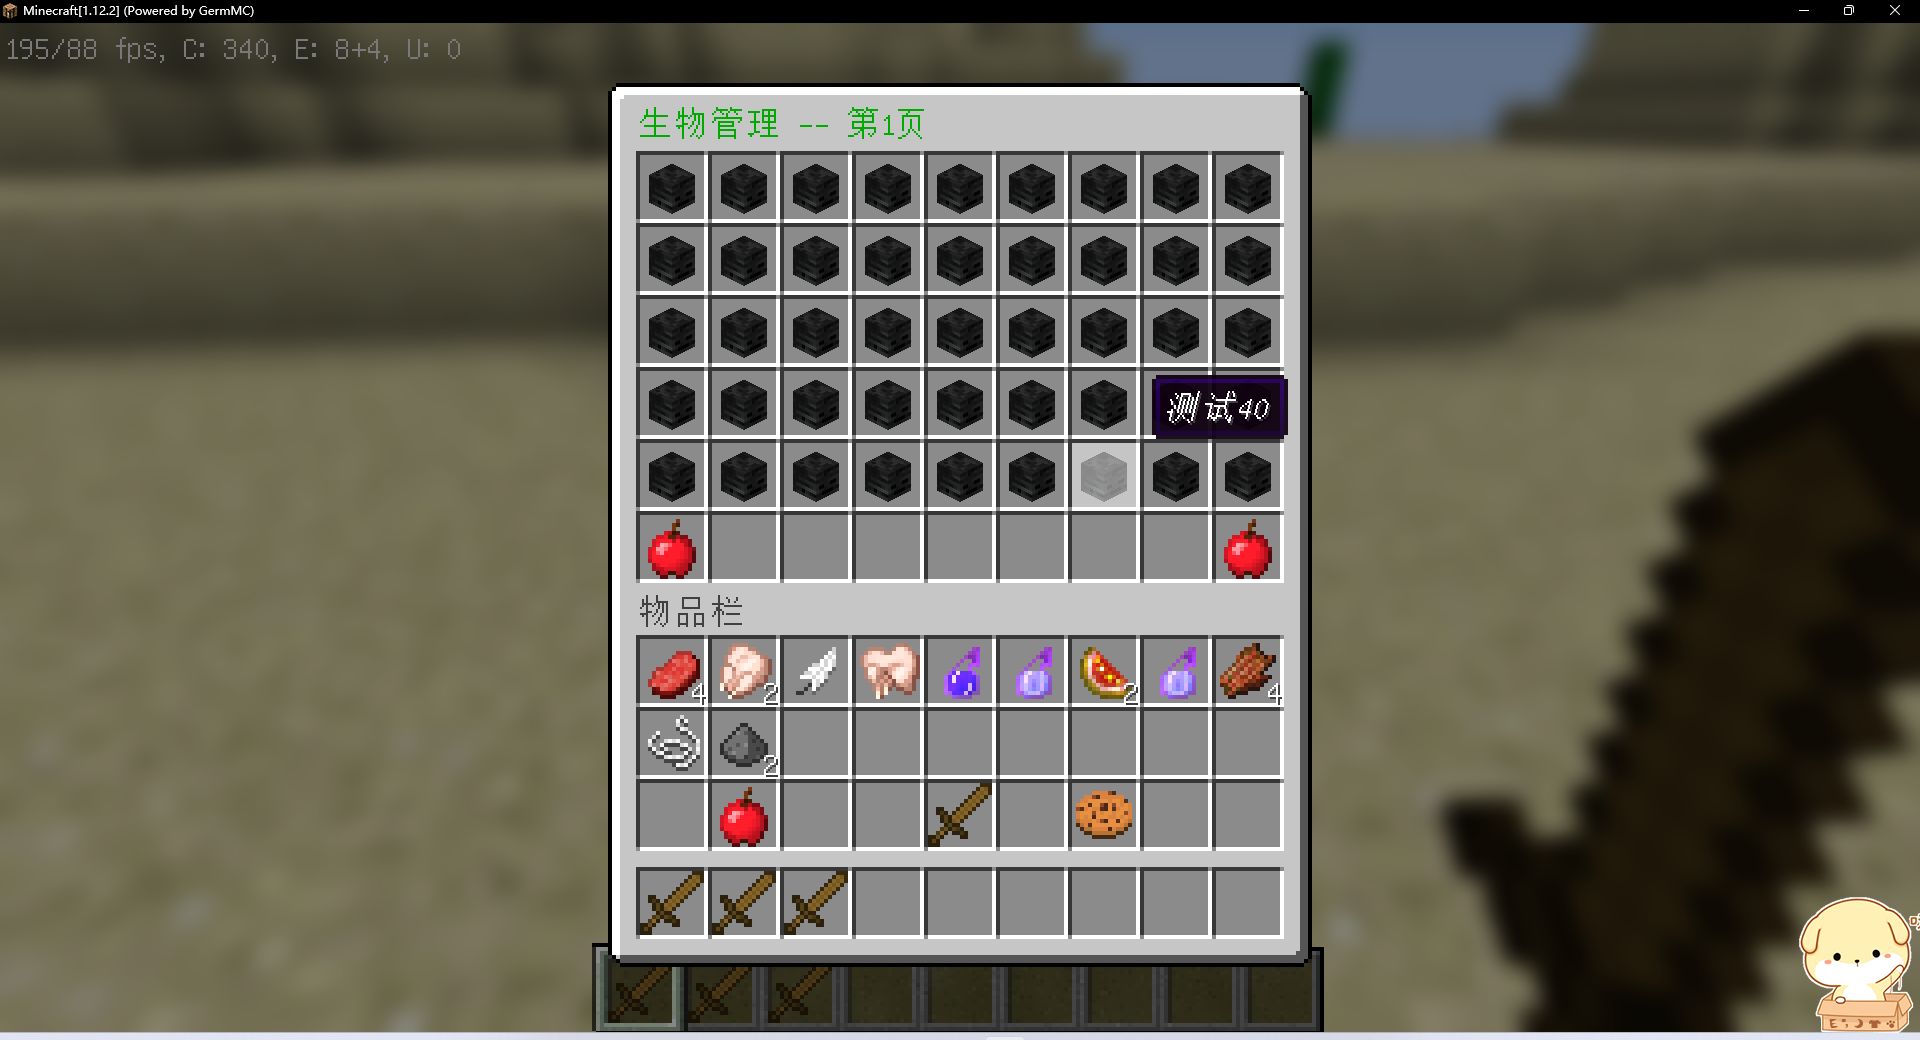 Minecraft[1.12.2] (Powered by GermMC)
195/88 fps, C: 340, E: 8+4, U: 0
生物管理 -- 第1页
测试40
物品栏
4
2
2
4
2